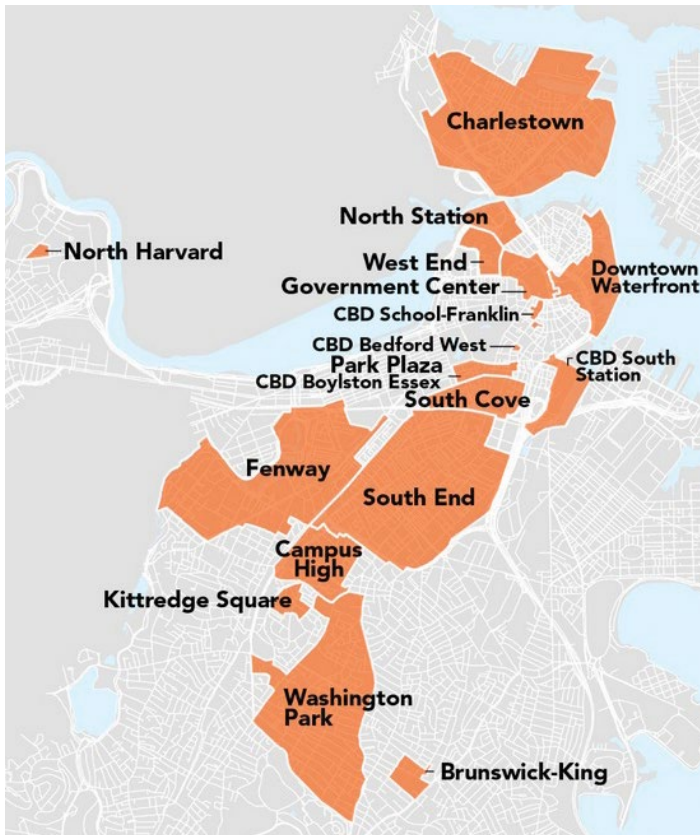 Charlestown
North Station
North Harvard
West End
Downtown
Waterfront
Government Center
CBD School-Franklin
CBD Bedford West
Park Plaza
CBD South
Station
CBD Boylston Essex
South Cove
Fenway
South End
Campus
High
Kittredge Square
Washington
Park
Brunswick-King